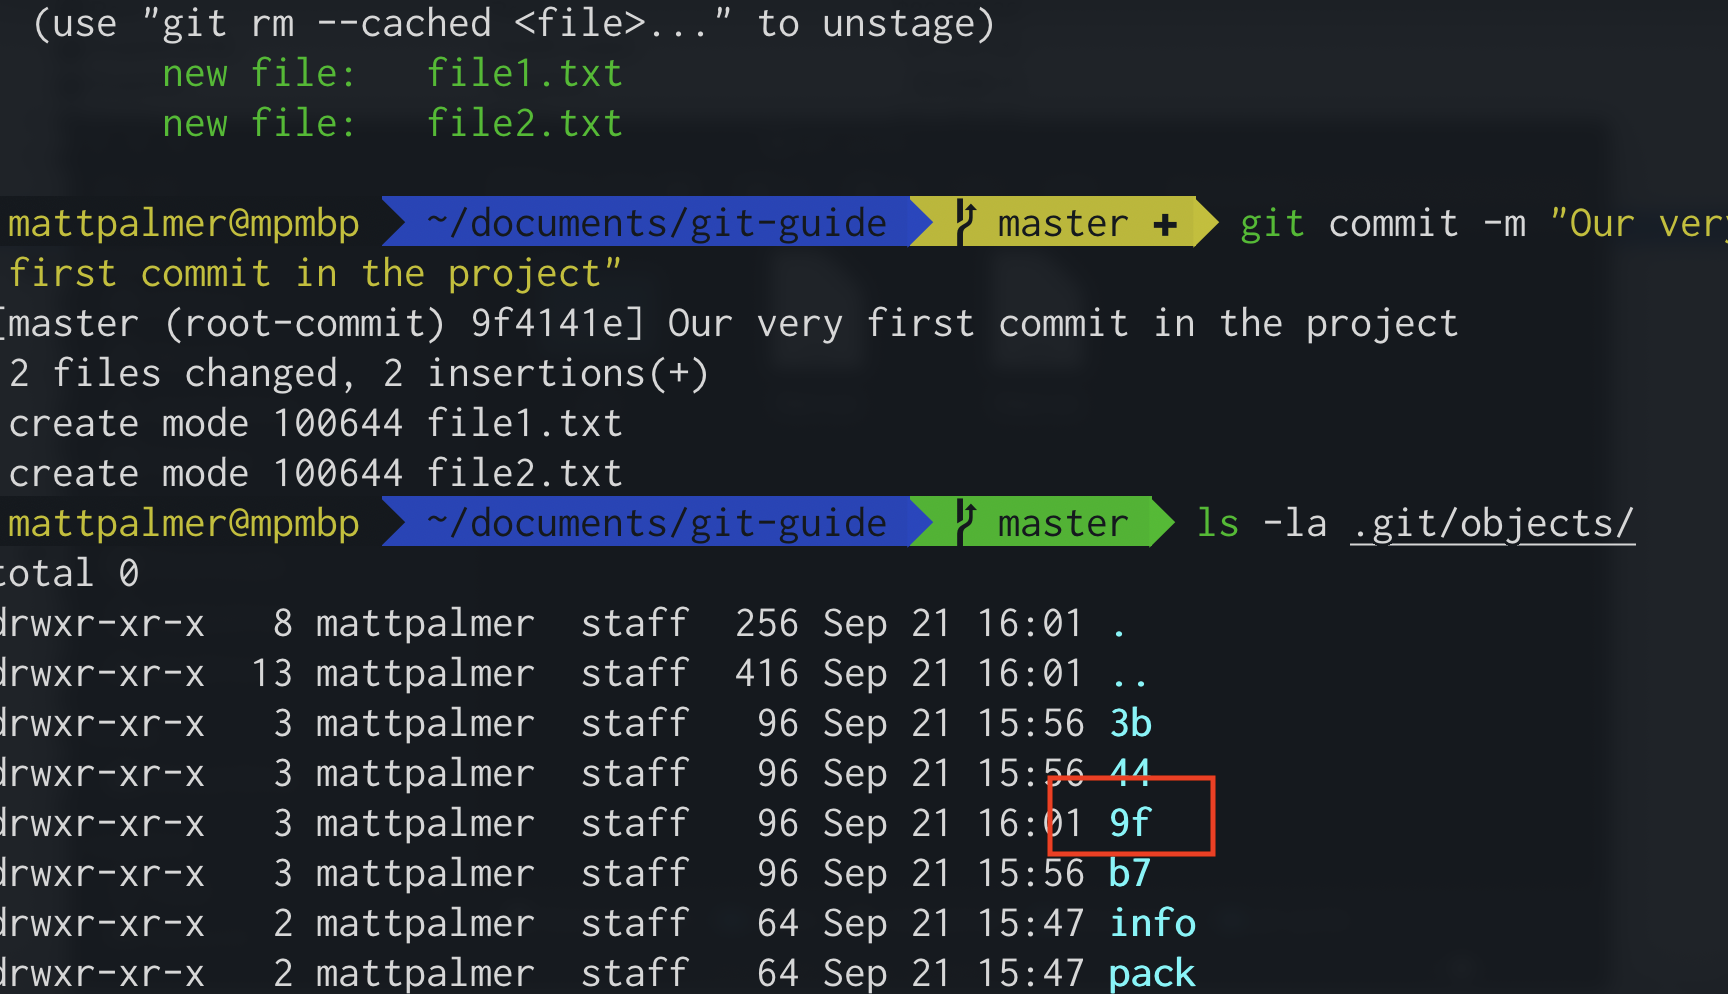 (use "git rm --cached <file>..." to unstage)
new file:   file1.txt
new file:   file2.txt
mattpalmer@mpmbp ~/documents/git-guide master + git commit -m "Our very
first commit in the project"
[master (root-commit) 9f4141e] Our very first commit in the project
2 files changed, 2 insertions(+)
create mode 100644 file1.txt
create mode 100644 file2.txt
mattpalmer@mpmbp ~/documents/git-guide master ls -la .git/objects/
total 0
drwxr-xr-x   8 mattpalmer  staff  256 Sep 21 16:01 .
drwxr-xr-x  13 mattpalmer  staff  416 Sep 21 16:01 ..
drwxr-xr-x   3 mattpalmer  staff   96 Sep 21 15:56 3b
drwxr-xr-x   3 mattpalmer  staff   96 Sep 21 15:56 44
drwxr-xr-x   3 mattpalmer  staff   96 Sep 21 16:01 9f
drwxr-xr-x   3 mattpalmer  staff   96 Sep 21 15:56 b7
drwxr-xr-x   2 mattpalmer  staff   64 Sep 21 15:47 info
drwxr-xr-x   2 mattpalmer  staff   64 Sep 21 15:47 pack